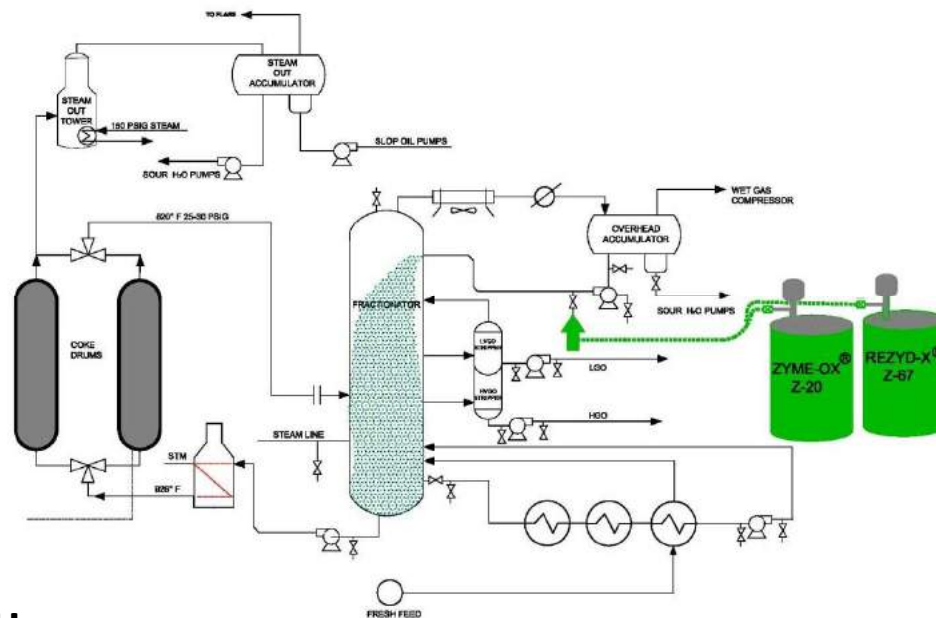 TO FLARE
STEAM
OUT
ACCUMULATOR
STEAM
OUT
TOWER
150 PSIG STEAM
SLOP OIL PUMPS
SOUR H₂O PUMPS
WET GAS
COMPRESSOR
820° F 25-30 PSIG
OVERHEAD
ACCUMULATOR
FRACTIONATOR
SOUR H₂O PUMPS
ZYME-OX®
Z-20
REZYD-X®
Z-67
COKE
DRUMS
LVGO
STRIPPER
LGO
HVGO
STRIPPER
HGO
STEAM LINE
STM
925° F
FRESH FEED